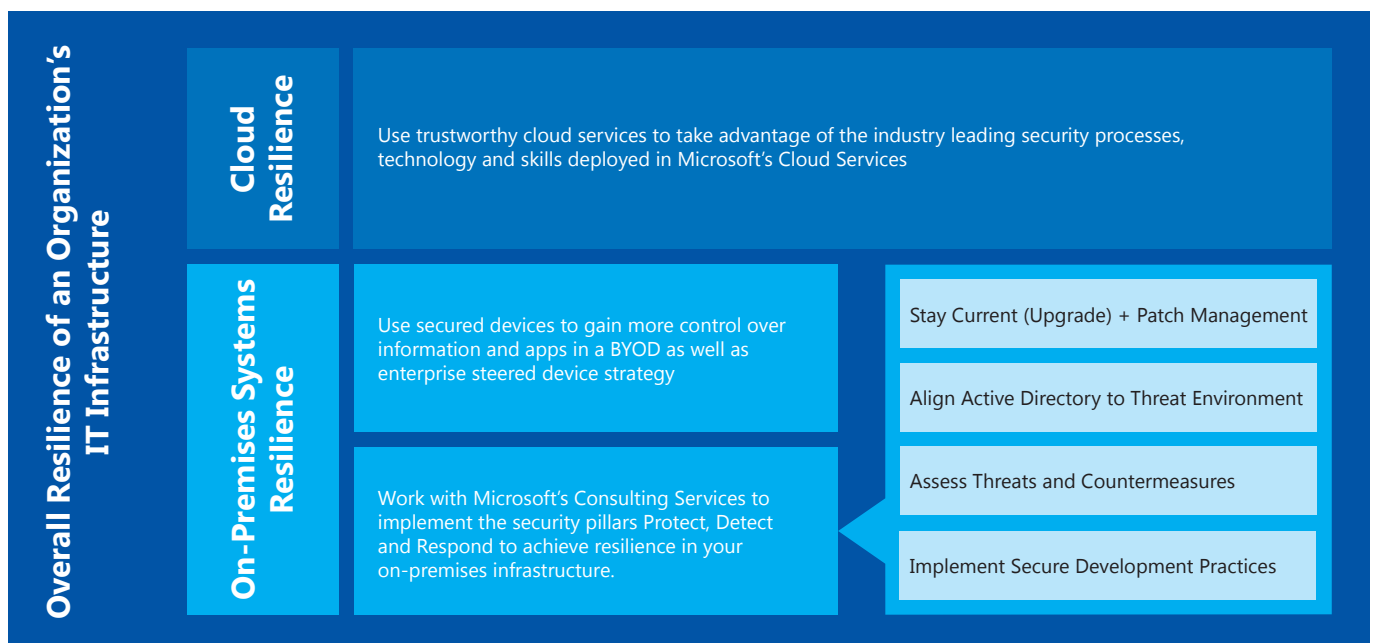 Overall Resilience of an Organization's
IT Infrastructure
Cloud
Resilience
Use trustworthy cloud services to take advantage of the industry leading security processes,
technology and skills deployed in Microsoft's Cloud Services
On-Premises Systems
Resilience
Use secured devices to gain more control over
information and apps in a BYOD as well as
enterprise steered device strategy
Work with Microsoft's Consulting Services to
implement the security pillars Protect, Detect
and Respond to achieve resilience in your
on-premises infrastructure.
Stay Current (Upgrade) + Patch Management
Align Active Directory to Threat Environment
Assess Threats and Countermeasures
Implement Secure Development Practices